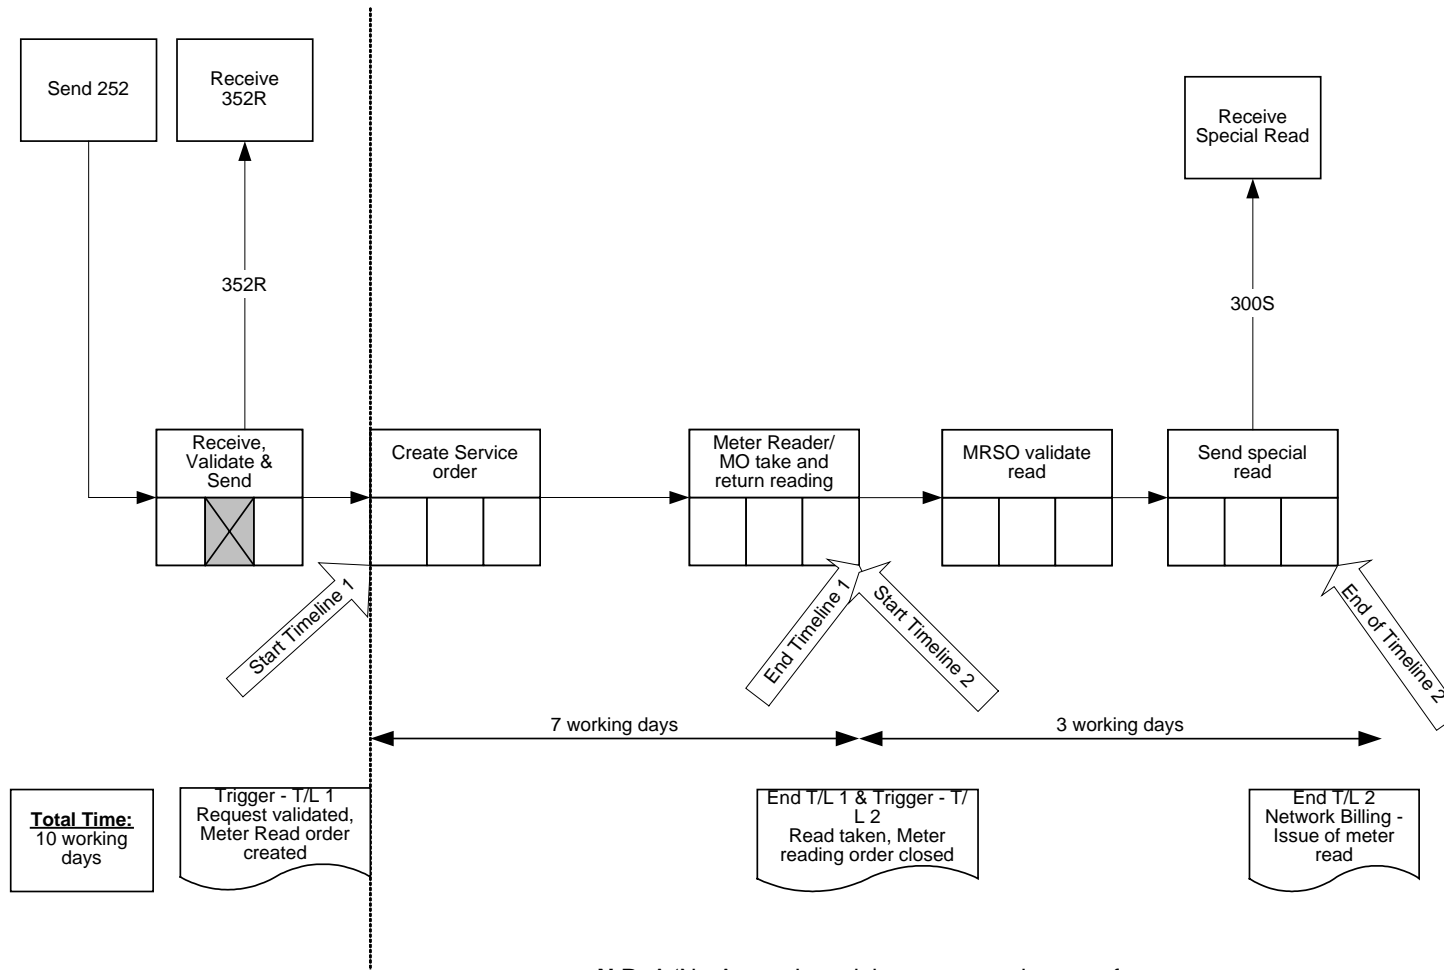 Send 252
Receive
352R
Receive
Special Read
352R
300S
Receive,
Validate &
Send
Create Service
order
Meter Reader/
MO take and
return reading
MRSO validate
read
Send special
read
Start Timeline 1
End Timeline 1
Start Timeline 2
End of Timeline 2
7 working days
3 working days
Total Time:
10 working
days
Trigger - T/L 1
Request validated,
Meter Read order
created
End T/L 1 & Trigger - T/
L 2
Read taken, Meter
reading order closed
End T/L 2
Network Billing -
Issue of meter
read